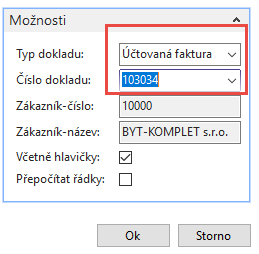 Možnosti
Typ dokladu: Účtovaná faktura
Číslo dokladu: 103034
Zákazník-číslo: 10000
Zákazník-název: BYT-KOMPLET s.r.o.
Včetně hlavičky:
Přepočítat řádky:
Ok Storno